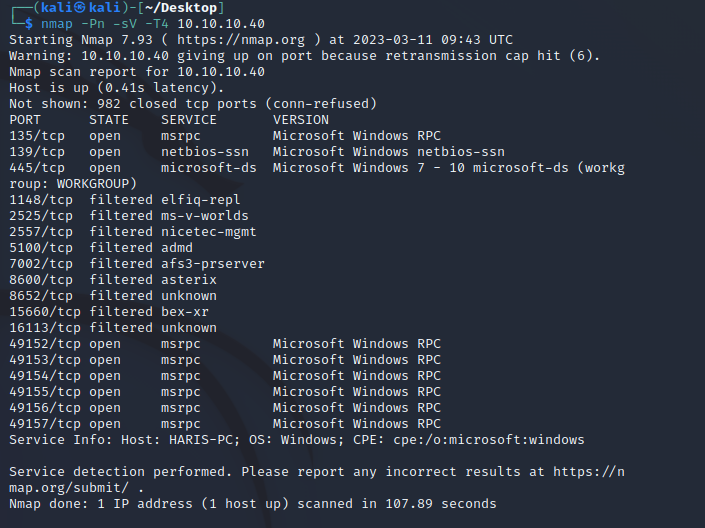 ┌──(kali㉿kali)-[~/Desktop]
└─$ nmap -Pn -sV -T4 10.10.10.40
Starting Nmap 7.93 ( https://nmap.org ) at 2023-03-11 09:43 UTC
Warning: 10.10.10.40 giving up on port because retransmission cap hit (6).
Nmap scan report for 10.10.10.40
Host is up (0.41s latency).
Not shown: 982 closed tcp ports (conn-refused)
PORT      STATE    SERVICE       VERSION
135/tcp   open     msrpc         Microsoft Windows RPC
139/tcp   open     netbios-ssn   Microsoft Windows netbios-ssn
445/tcp   open     microsoft-ds  Microsoft Windows 7 - 10 microsoft-ds (workg
roup: WORKGROUP)
1148/tcp  filtered elfiq-repl
2525/tcp  filtered ms-v-worlds
2557/tcp  filtered nicetec-mgmt
5100/tcp  filtered admd
7002/tcp  filtered afs3-prserver
8600/tcp  filtered asterix
8652/tcp  filtered unknown
15660/tcp filtered bex-xr
16113/tcp filtered unknown
49152/tcp open     msrpc         Microsoft Windows RPC
49153/tcp open     msrpc         Microsoft Windows RPC
49154/tcp open     msrpc         Microsoft Windows RPC
49155/tcp open     msrpc         Microsoft Windows RPC
49156/tcp open     msrpc         Microsoft Windows RPC
49157/tcp open     msrpc         Microsoft Windows RPC
Service Info: Host: HARIS-PC; OS: Windows; CPE: cpe:/o:microsoft:windows

Service detection performed. Please report any incorrect results at https://n
map.org/submit/ .
Nmap done: 1 IP address (1 host up) scanned in 107.89 seconds